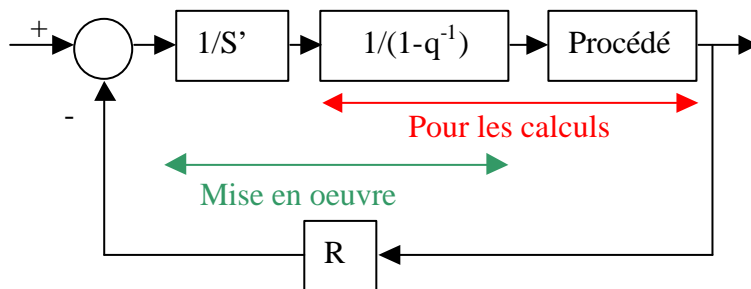 +
1/S’
1/(1-q⁻¹)
Procédé
-
Pour les calculs
Mise en oeuvre
R